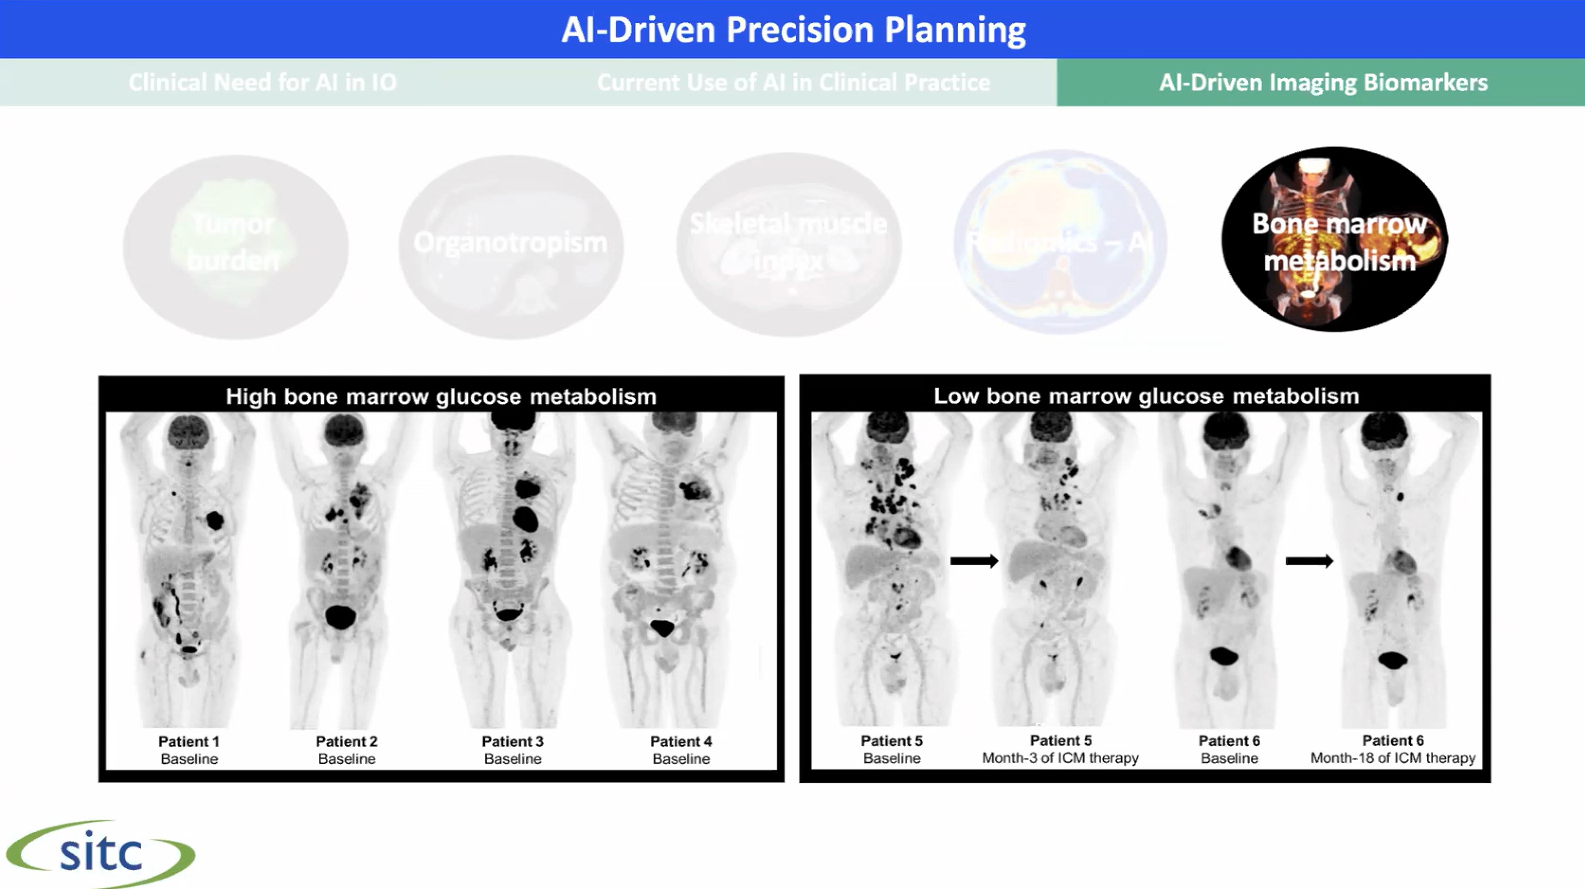 AI-Driven Precision Planning
Clinical Need for AI in IO
Current Use of AI in Clinical Practice
AI-Driven Imaging Biomarkers
Tumor
burden
Organotropism
Skeletal muscle
index
Radiomics – AI
Bone marrow
metabolism
High bone marrow glucose metabolism
Patient 1
Baseline
Patient 2
Baseline
Patient 3
Baseline
Patient 4
Baseline
Low bone marrow glucose metabolism
Patient 5
Baseline
Patient 5
Month-3 of ICM therapy
Patient 6
Baseline
Patient 6
Month-18 of ICM therapy
sitc